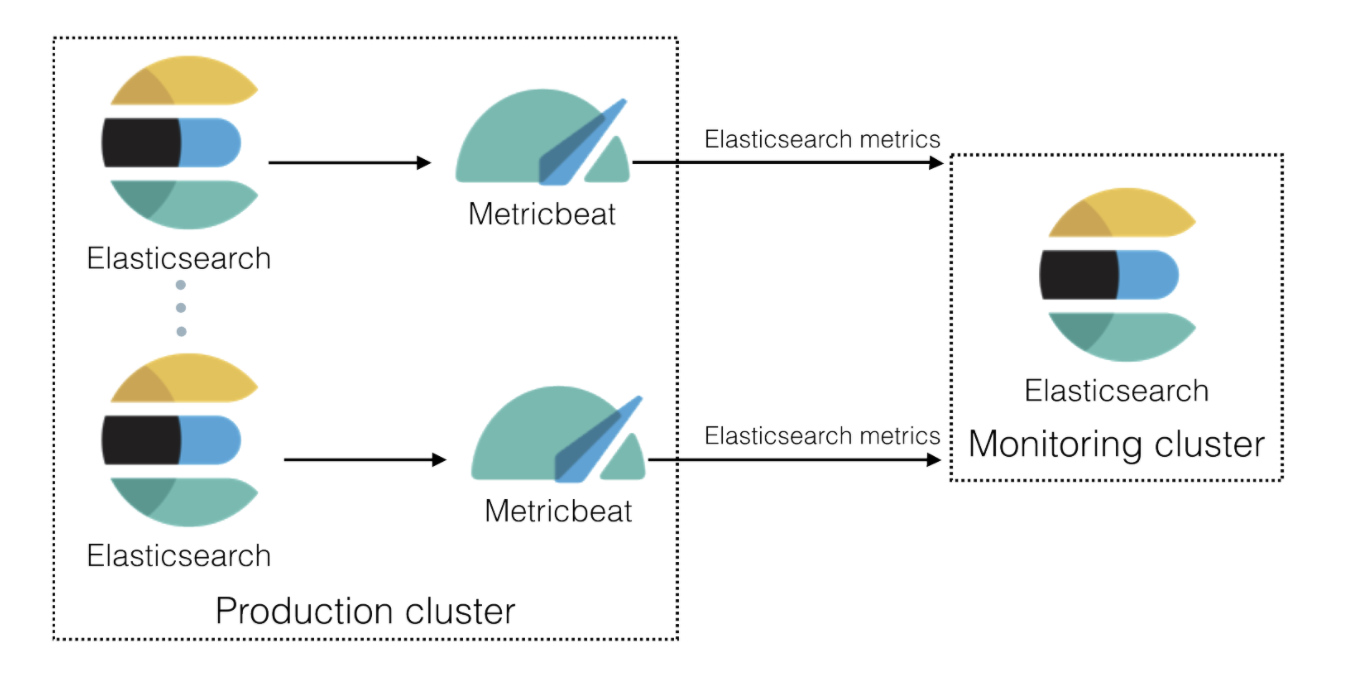 Elasticsearch metrics
Metricbeat
Elasticsearch
Elasticsearch
Monitoring cluster
Elasticsearch metrics
Metricbeat
Elasticsearch
Production cluster